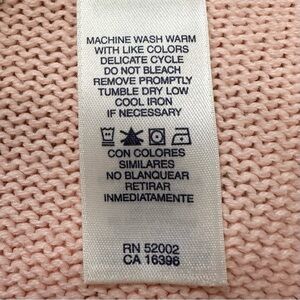 MACHINE WASH WARM
WITH LIKE COLORS
DELICATE CYCLE
DO NOT BLEACH
REMOVE PROMPTLY
TUMBLE DRY LOW
COOL IRON
IF NECESSARY
CON COLORES
SIMILARES
NO BLANQUEAR
RETIRAR
INMEDIATAMENTE
RN 52002
CA 16396